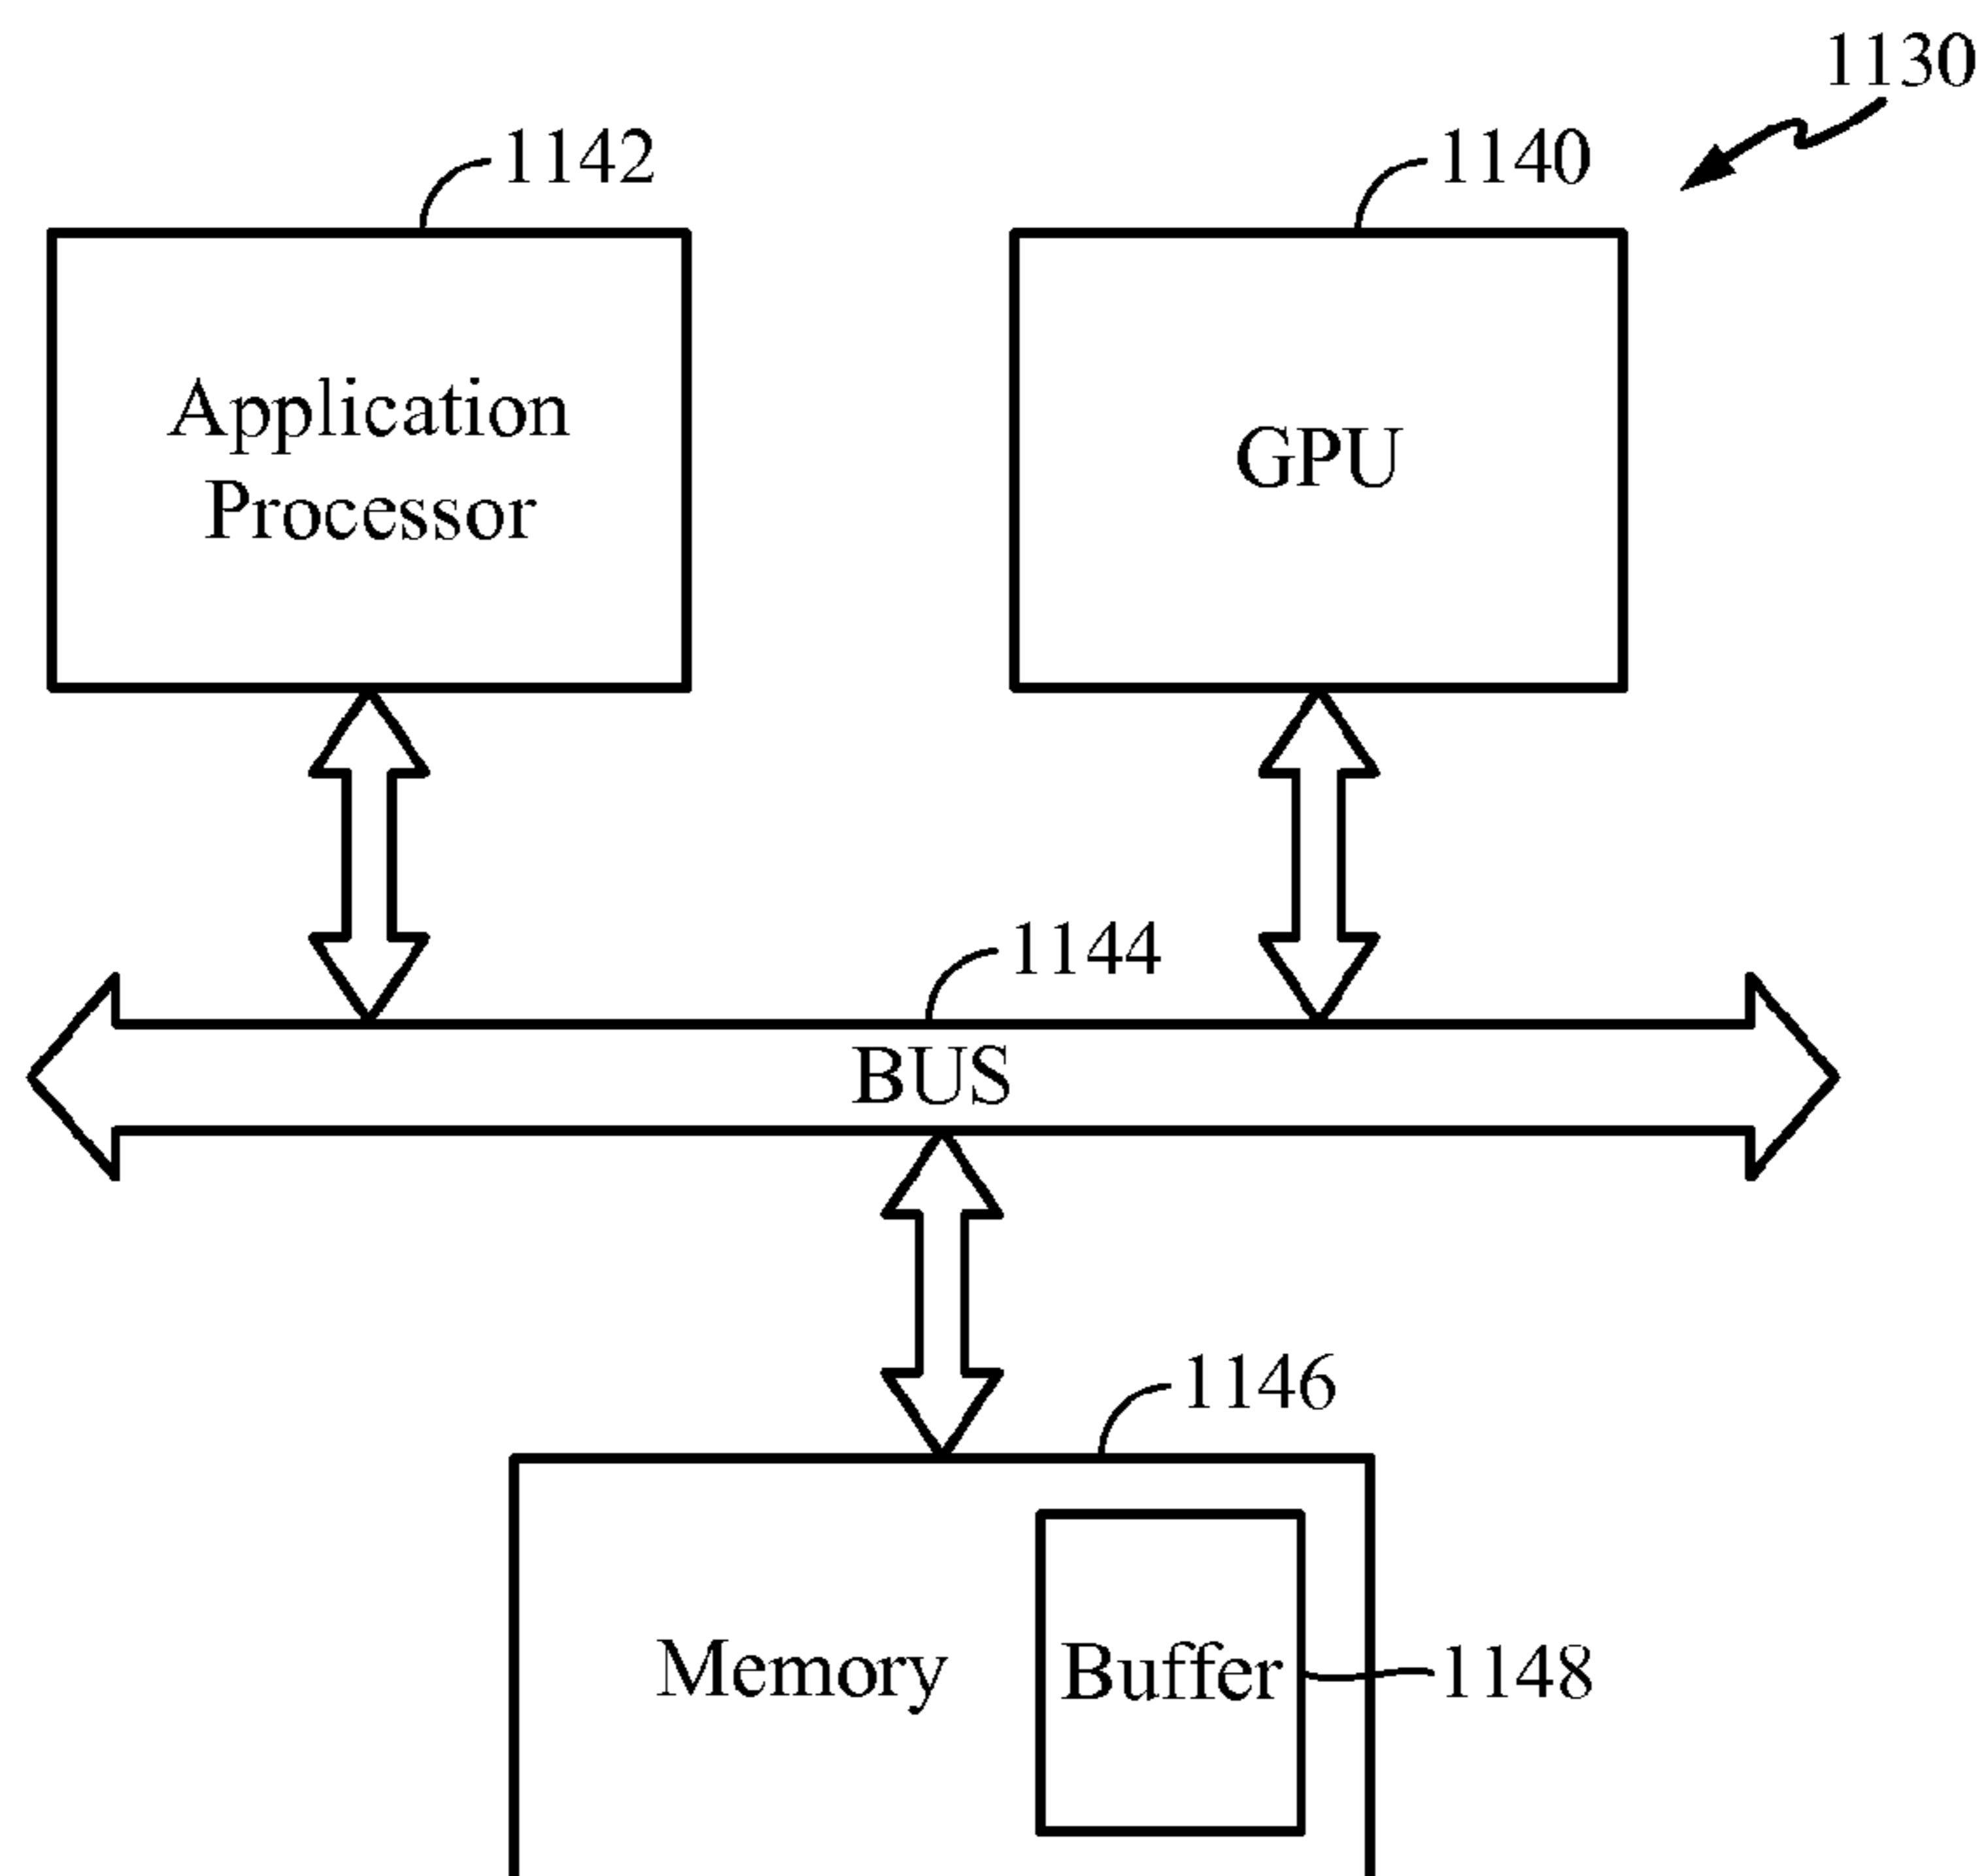 1130
1142
1140
Application
Processor
GPU
1144
BUS
1146
Memory
Buffer
1148